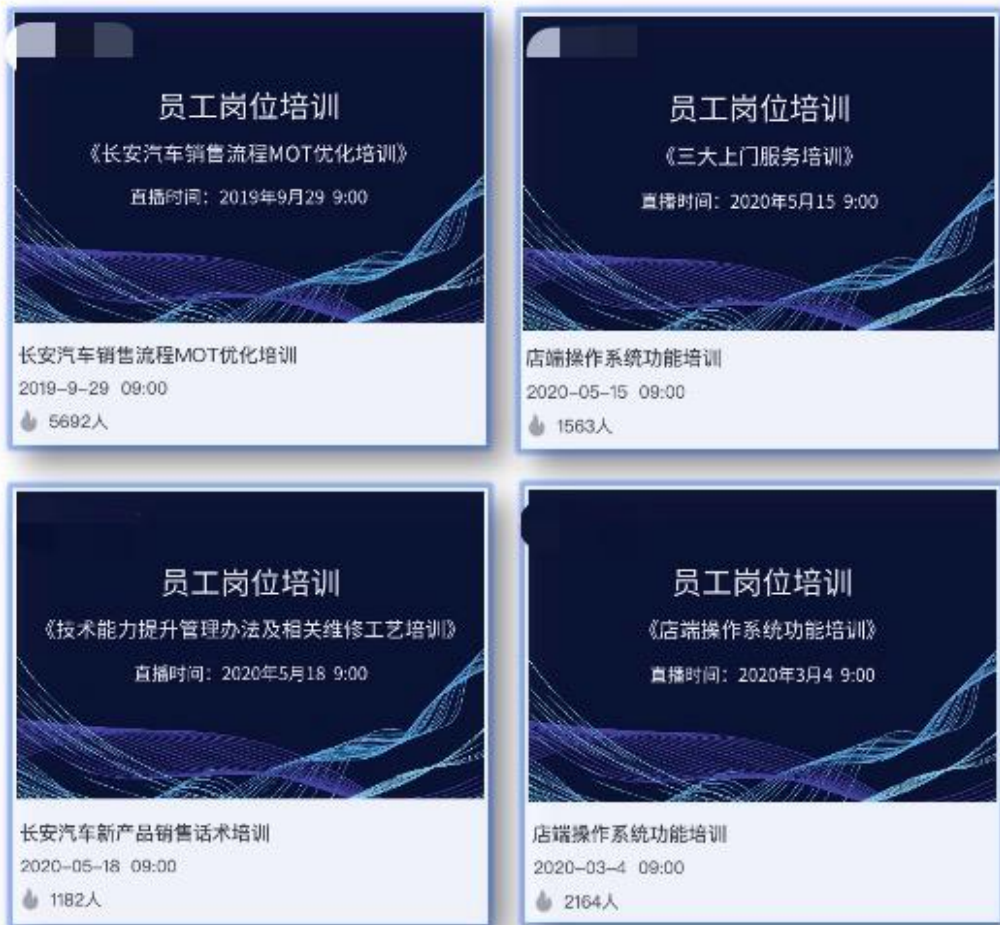 员工岗位培训
《长安汽车销售流程MOT优化培训》
直播时间：2019年9月29 9:00
长安汽车销售流程MOT优化培训
2019-9-29 09:00
5692人
员工岗位培训
《三大上门服务培训》
直播时间：2020年5月15 9:00
店端操作系统功能培训
2020-05-15 09:00
1563人
员工岗位培训
《技术能力提升管理办法及相关维修工艺培训》
直播时间：2020年5月18 9:00
长安汽车新产品销售话术培训
2020-05-18 09:00
1182人
员工岗位培训
《店端操作系统功能培训》
直播时间：2020年3月4 9:00
店端操作系统功能培训
2020-03-4 09:00
2164人